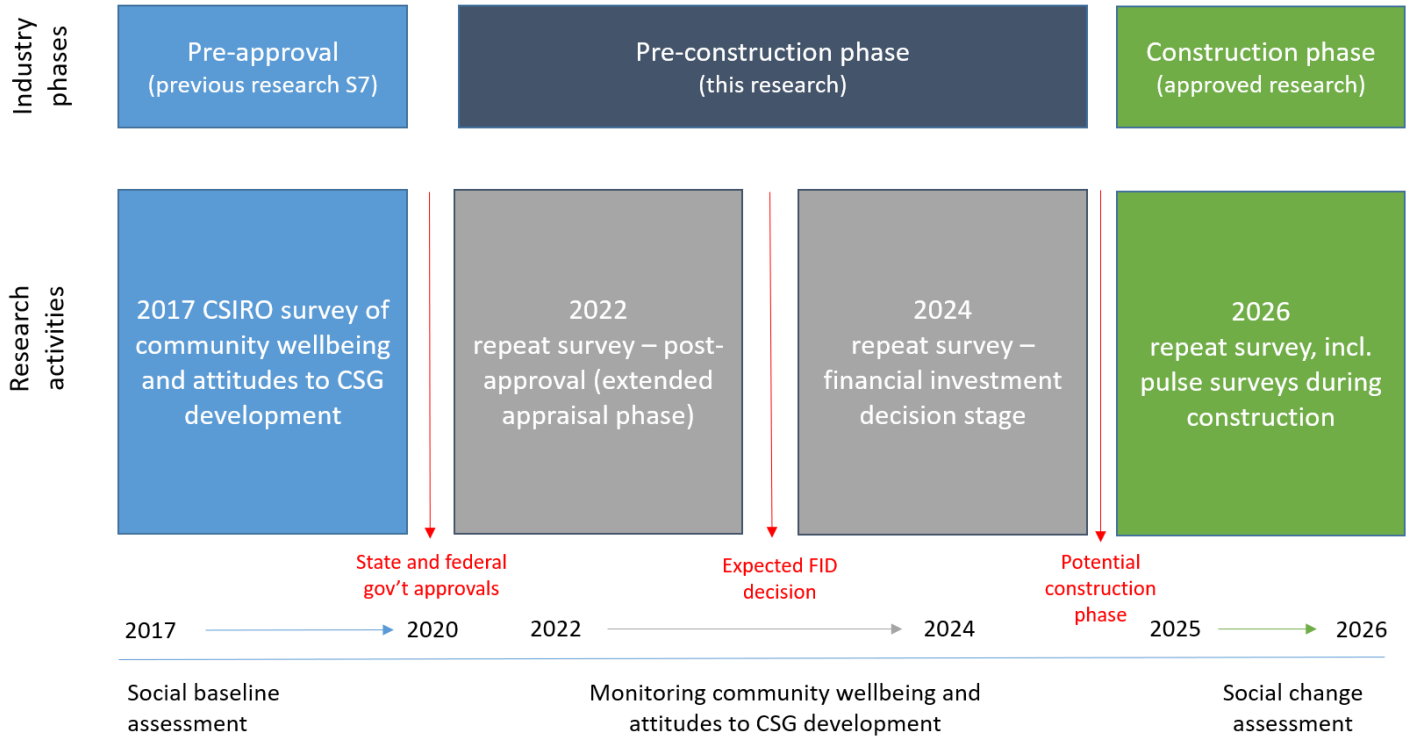 Industry
phases
Pre-approval
(previous research S7)
Pre-construction phase
(this research)
Construction phase
(approved research)
Research
activities
2017 CSIRO survey of
community wellbeing
and attitudes to CSG
development
2022
repeat survey – post-
approval (extended
appraisal phase)
2024
repeat survey –
financial investment
decision stage
2026
repeat survey, incl.
pulse surveys during
construction
State and federal
gov’t approvals
Expected FID
decision
Potential
construction
phase
2017
2020
2022
2024
2025
2026
Social baseline
assessment
Monitoring community wellbeing and
attitudes to CSG development
Social change
assessment